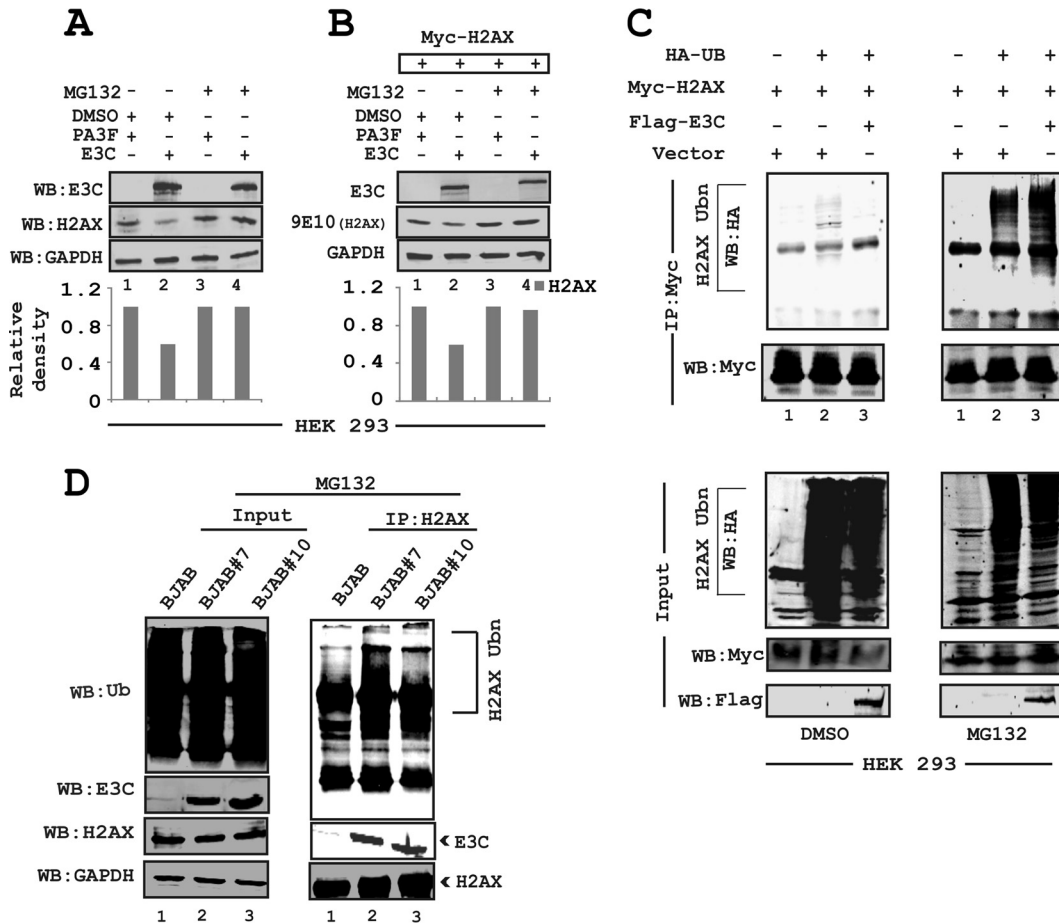 A
MG132 - - + +
DMSO + + - -
PA3F + - + -
E3C - + - +
WB:E3C
WB:H2AX
WB:GAPDH
1 2 3 4
Relative density
1.2
0.8
0.4
0
B
Myc-H2AX
+ + + +
MG132 - - + +
DMSO + + - -
PA3F + - + -
E3C - + - +
E3C
9E10 (H2AX)
GAPDH
1 2 3 4
H2AX
1.2
0.8
0.4
0
HEK 293
C
HA-UB - + + - + +
Myc-H2AX + + + + + +
Flag-E3C - - + - - +
Vector + + - + + -
IP:Myc
H2AX Ubn
WB:HA
WB:Myc
1 2 3 1 2 3
Input
H2AX Ubn
WB:HA
WB:Myc
WB:Flag
DMSO MG132
HEK 293
D
MG132
Input IP:H2AX
BJAB BJAB#7 BJAB#10 BJAB BJAB#7 BJAB#10
WB:Ub
H2AX Ubn
WB:E3C
E3C
WB:H2AX
WB:GAPDH
H2AX
1 2 3 1 2 3